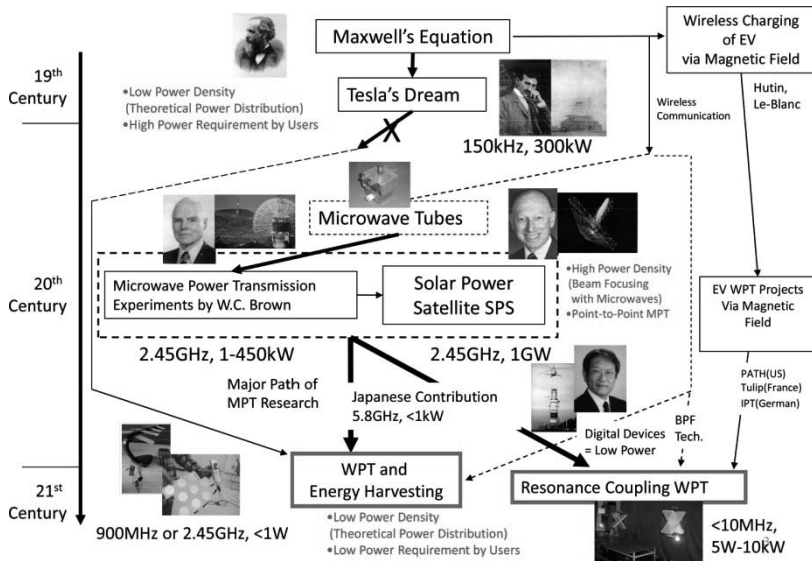 Maxwell's Equation
Wireless Charging
of EV
via Magnetic Field
19th
Century
•Low Power Density
(Theoretical Power Distribution)
•High Power Requirement by Users
Tesla's Dream
X
150kHz, 300kW
Wireless
Communication
Hutin,
Le-Blanc
Microwave Tubes
20th
Century
Microwave Power Transmission
Experiments by W.C. Brown
Solar Power
Satellite SPS
•High Power Density
(Beam Focusing
with Microwaves)
•Point-to-Point MPT
EV WPT Projects
Via Magnetic
Field
2.45GHz, 1-450kW
2.45GHz, 1GW
Major Path of
MPT Research
Japanese Contribution
5.8GHz, <1kW
PATH(US)
Tulip(France)
IPT(German)
Digital Devices
= Low Power
BPF
Tech.
21st
Century
WPT and
Energy Harvesting
Resonance Coupling WPT
900MHz or 2.45GHz, <1W
•Low Power Density
(Theoretical Power Distribution)
•Low Power Requirement by Users
<10MHz,
5W-10kW